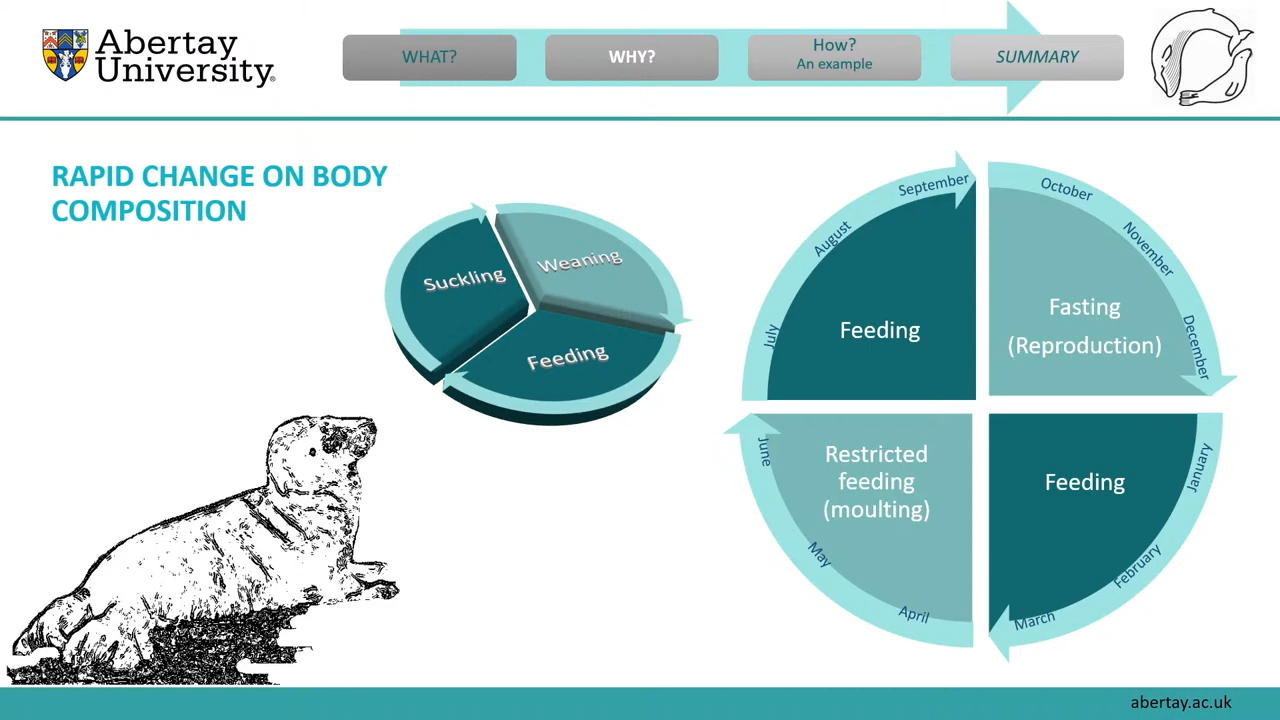 Abertay
University®
WHAT?
WHY?
How?
An example
SUMMARY
RAPID CHANGE ON BODY
COMPOSITION
Suckling
Weaning
Feeding
July
August
September
Feeding
October
November
December
Fasting
(Reproduction)
January
February
March
Feeding
April
May
June
Restricted
feeding
(moulting)
abertay.ac.uk